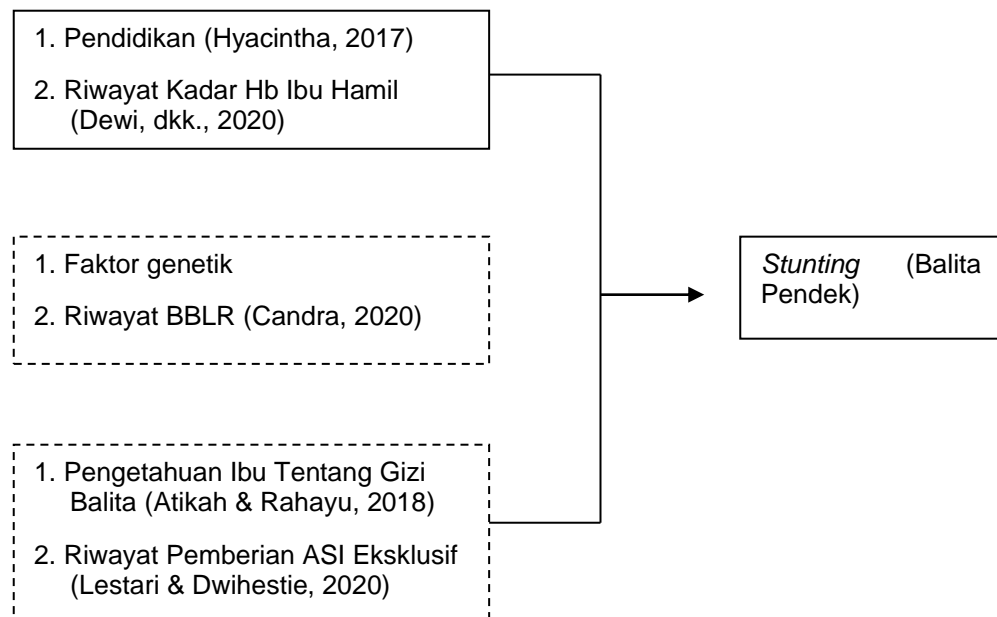 1. Pendidikan (Hyacintha, 2017)
2. Riwayat Kadar Hb Ibu Hamil
(Dewi, dkk., 2020)
1. Faktor genetik
2. Riwayat BBLR (Candra, 2020)
1. Pengetahuan Ibu Tentang Gizi
Balita (Atikah & Rahayu, 2018)
2. Riwayat Pemberian ASI Eksklusif
(Lestari & Dwihestie, 2020)
Stunting (Balita
Pendek)